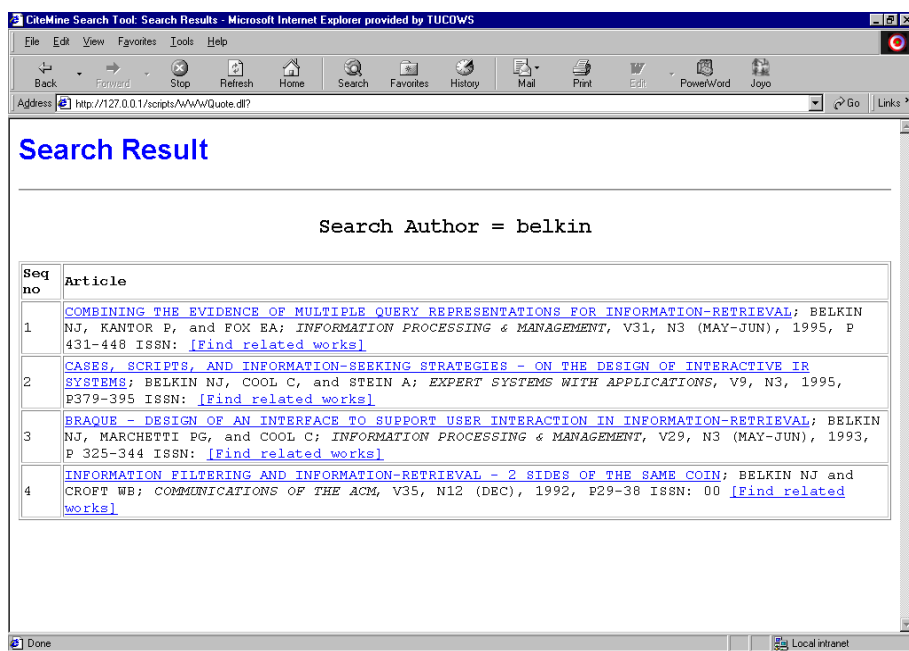 CiteMine Search Tool: Search Results - Microsoft Internet Explorer provided by TUCOWS
File Edit View Favorites Tools Help
Back Forward Stop Refresh Home Search Favorites History Mail Print Edit PowerWord Joyo
Address http://127.0.0.1/scripts/WWWQuote.dll? Go Links
Search Result
Search Author = belkin
Seq no Article
1 COMBINING THE EVIDENCE OF MULTIPLE QUERY REPRESENTATIONS FOR INFORMATION-RETRIEVAL; BELKIN
NJ, KANTOR P, and FOX EA; INFORMATION PROCESSING & MANAGEMENT, V31, N3 (MAY-JUN), 1995, P
431-448 ISSN: [Find related works]
2 CASES, SCRIPTS, AND INFORMATION-SEEKING STRATEGIES - ON THE DESIGN OF INTERACTIVE IR
SYSTEMS; BELKIN NJ, COOL C, and STEIN A; EXPERT SYSTEMS WITH APPLICATIONS, V9, N3, 1995,
P379-395 ISSN: [Find related works]
3 BRAQUE - DESIGN OF AN INTERFACE TO SUPPORT USER INTERACTION IN INFORMATION-RETRIEVAL; BELKIN
NJ, MARCHETTI PG, and COOL C; INFORMATION PROCESSING & MANAGEMENT, V29, N3 (MAY-JUN), 1993,
P 325-344 ISSN: [Find related works]
4 INFORMATION FILTERING AND INFORMATION-RETRIEVAL - 2 SIDES OF THE SAME COIN; BELKIN NJ and
CROFT WB; COMMUNICATIONS OF THE ACM, V35, N12 (DEC), 1992, P29-38 ISSN: 00 [Find related
works]
Done Local intranet